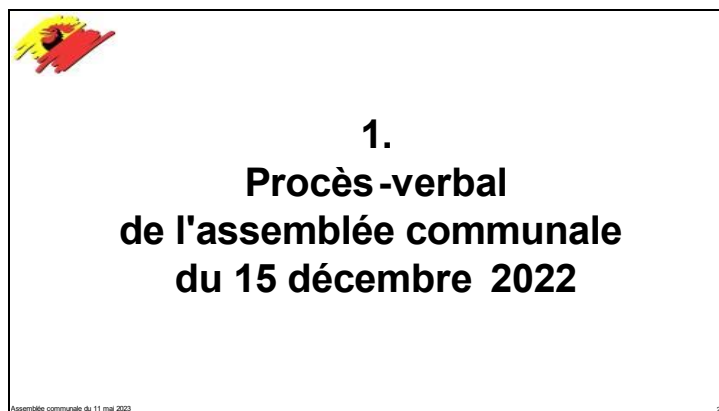 1.
Procès-verbal
de l'assemblée communale
du 15 décembre 2022
Assemblée communale du 11 mai 2023